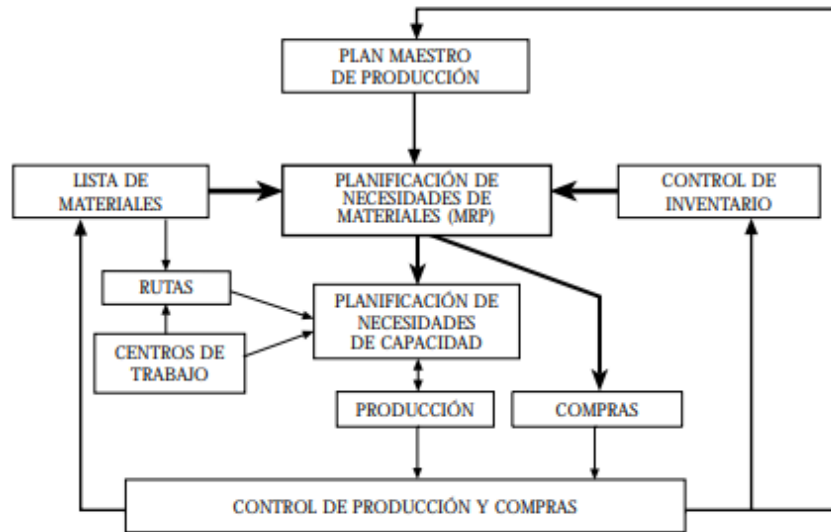 PLAN MAESTRO
DE PRODUCCIÓN
LISTA DE
MATERIALES
PLANIFICACIÓN DE
NECESIDADES DE
MATERIALES (MRP)
CONTROL DE
INVENTARIO
RUTAS
PLANIFICACIÓN DE
NECESIDADES
DE CAPACIDAD
CENTROS DE
TRABAJO
PRODUCCIÓN
COMPRAS
CONTROL DE PRODUCCIÓN Y COMPRAS